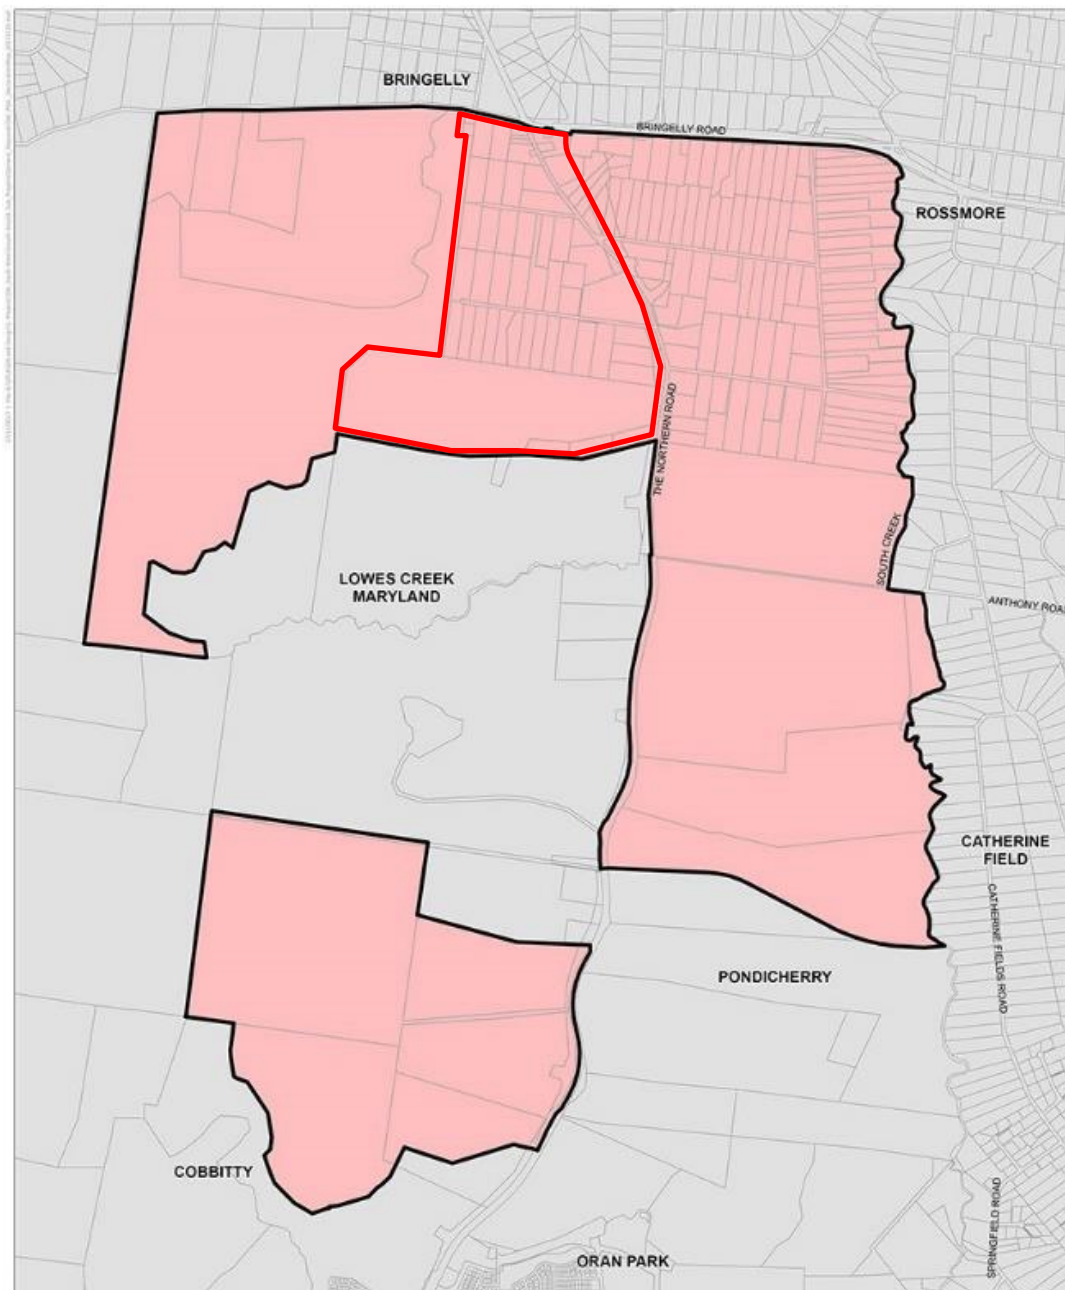 BRINGELLY
BRINGELLY ROAD
ROSSMORE
THE NORTHERN ROAD
SOUTH CREEK
LOWES CREEK
MARYLAND
ANTHONY ROAD
CATHERINE
FIELD
CATHERINE FIELDS ROAD
PONDICHERRY
COBBITTY
SPRINGFIELD ROAD
ORAN PARK